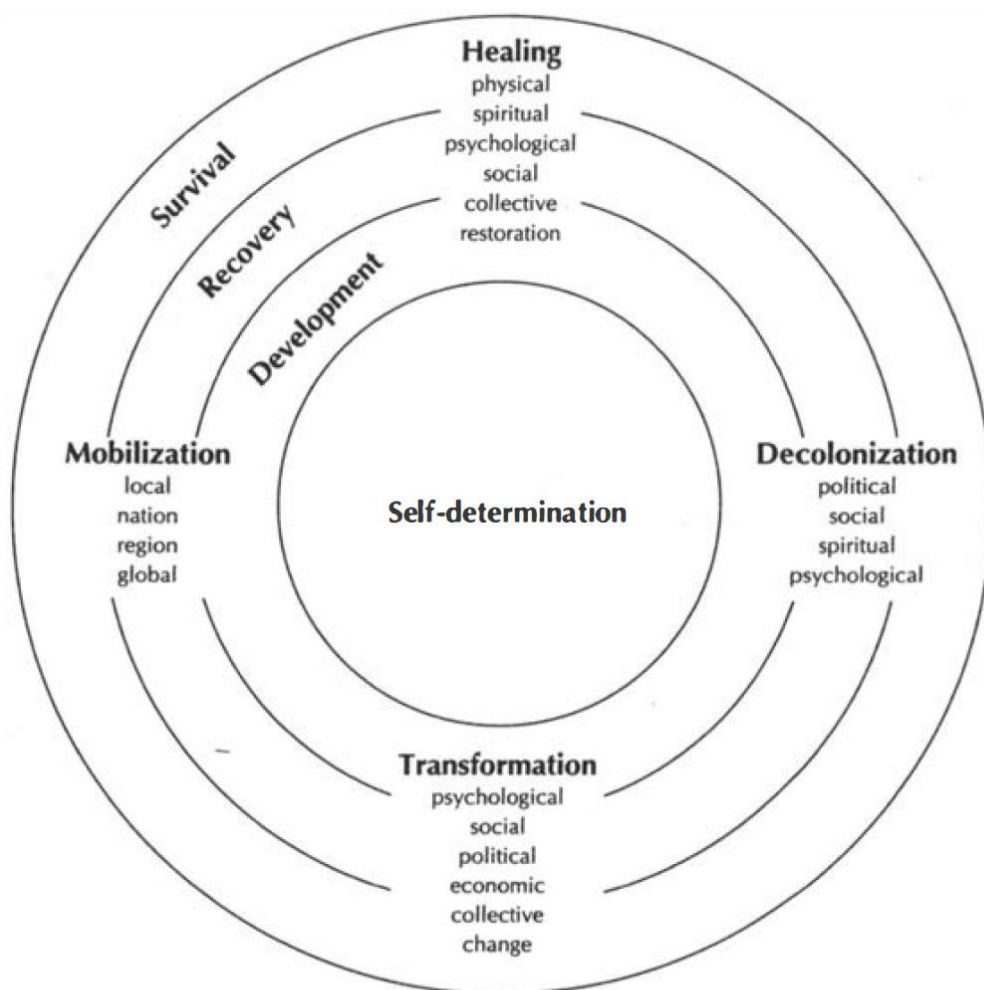 Healing
physical
spiritual
psychological
social
collective
restoration
Survival
Recovery
Development
Mobilization
local
nation
region
global
Self-determination
Decolonization
political
social
spiritual
psychological
Transformation
psychological
social
political
economic
collective
change